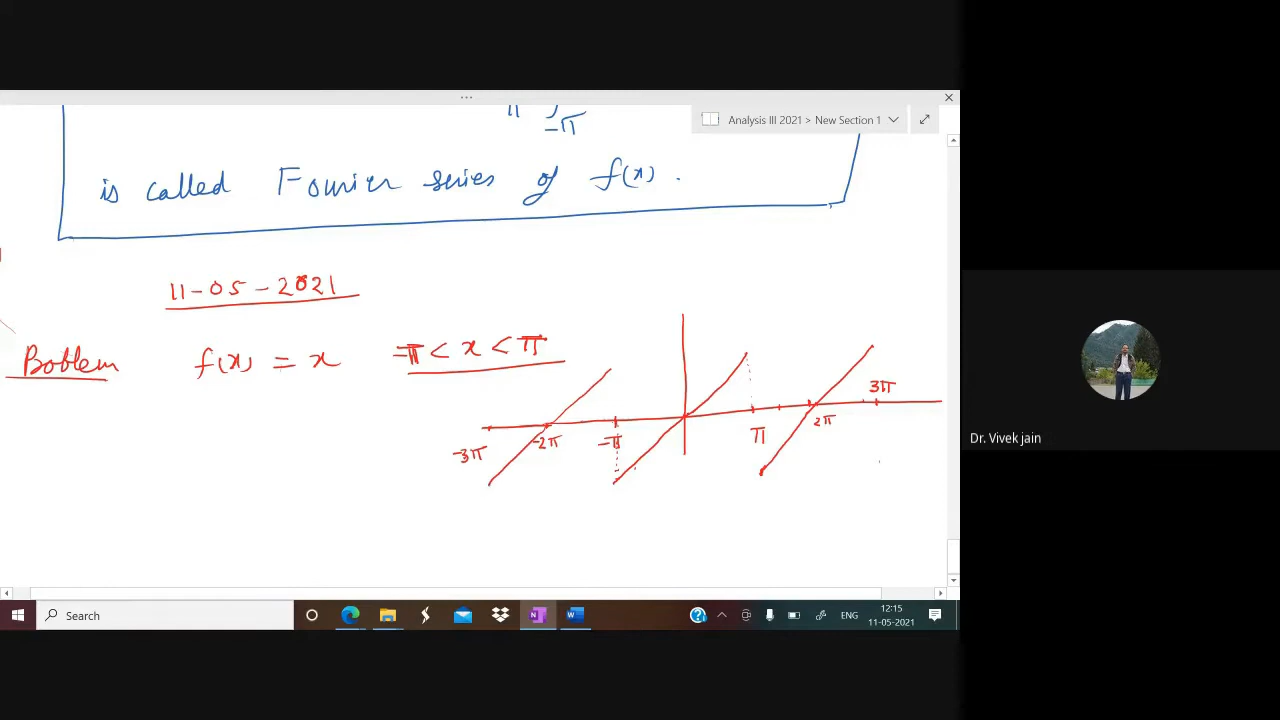 π
-π
Analysis III 2021 > New Section 1
is called Fourier series of f(x).
11-05-2021
Boblem f(x) = x -π < x < π
-3π -2π -π π 2π 3π
Dr. Vivek jain
Search
ENG
12:15
11-05-2021